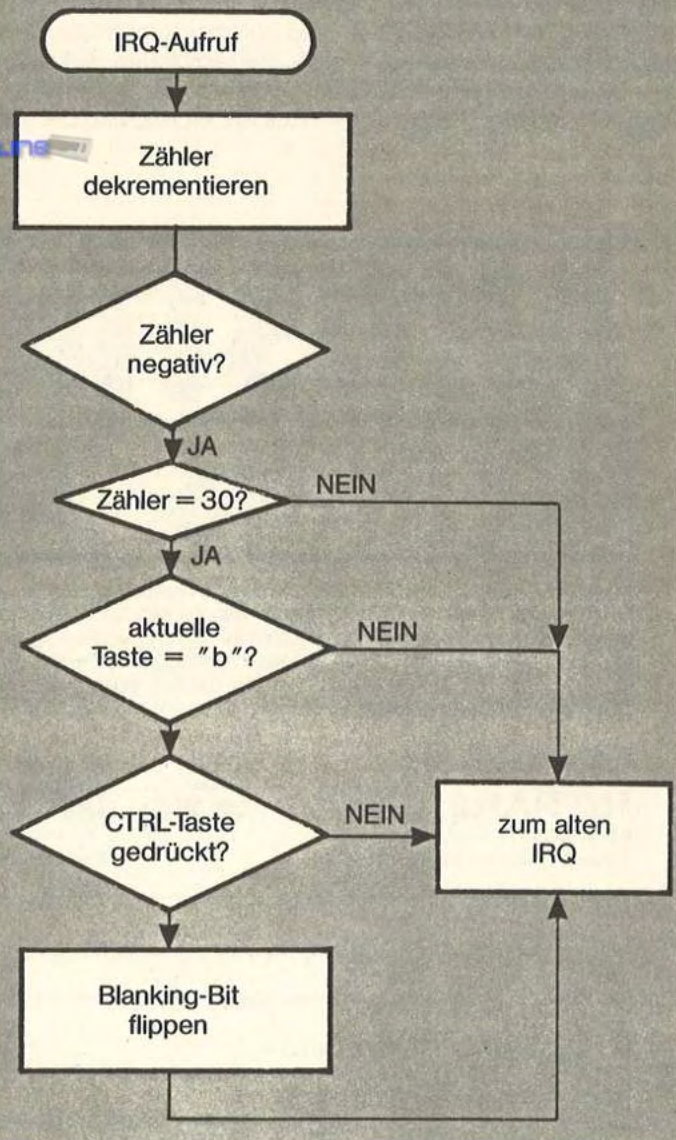 IRQ-Aufruf
Zähler
dekrementieren
Zähler
negativ?
JA
Zähler = 30?
NEIN
JA
aktuelle
Taste = "b"?
NEIN
CTRL-Taste
gedrückt?
NEIN
zum alten
IRQ
Blanking-Bit
flippen